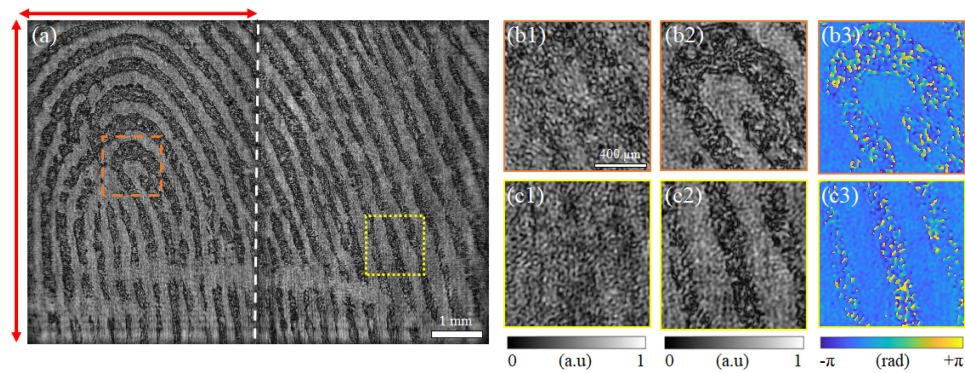 (a)
1 mm
(b1)
400 μm
(b2)
(b3)
(c1)
(c2)
(c3)
0 (a.u) 1
0 (a.u) 1
-π (rad) +π